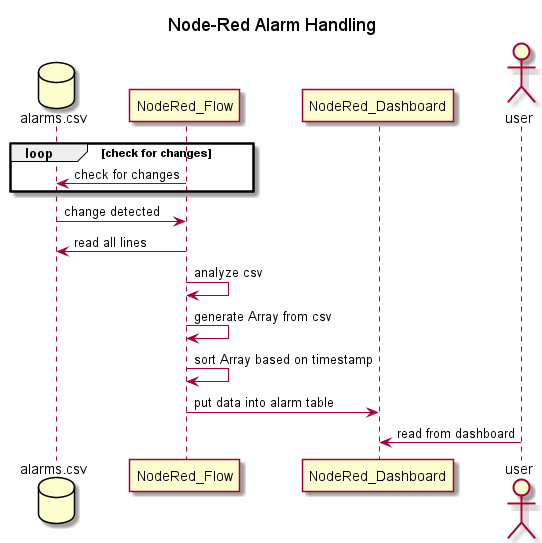 Node-Red Alarm Handling
alarms.csv
NodeRed_Flow
NodeRed_Dashboard
user
loop [check for changes]
check for changes
change detected
read all lines
analyze csv
generate Array from csv
sort Array based on timestamp
put data into alarm table
read from dashboard
alarms.csv
NodeRed_Flow
NodeRed_Dashboard
user